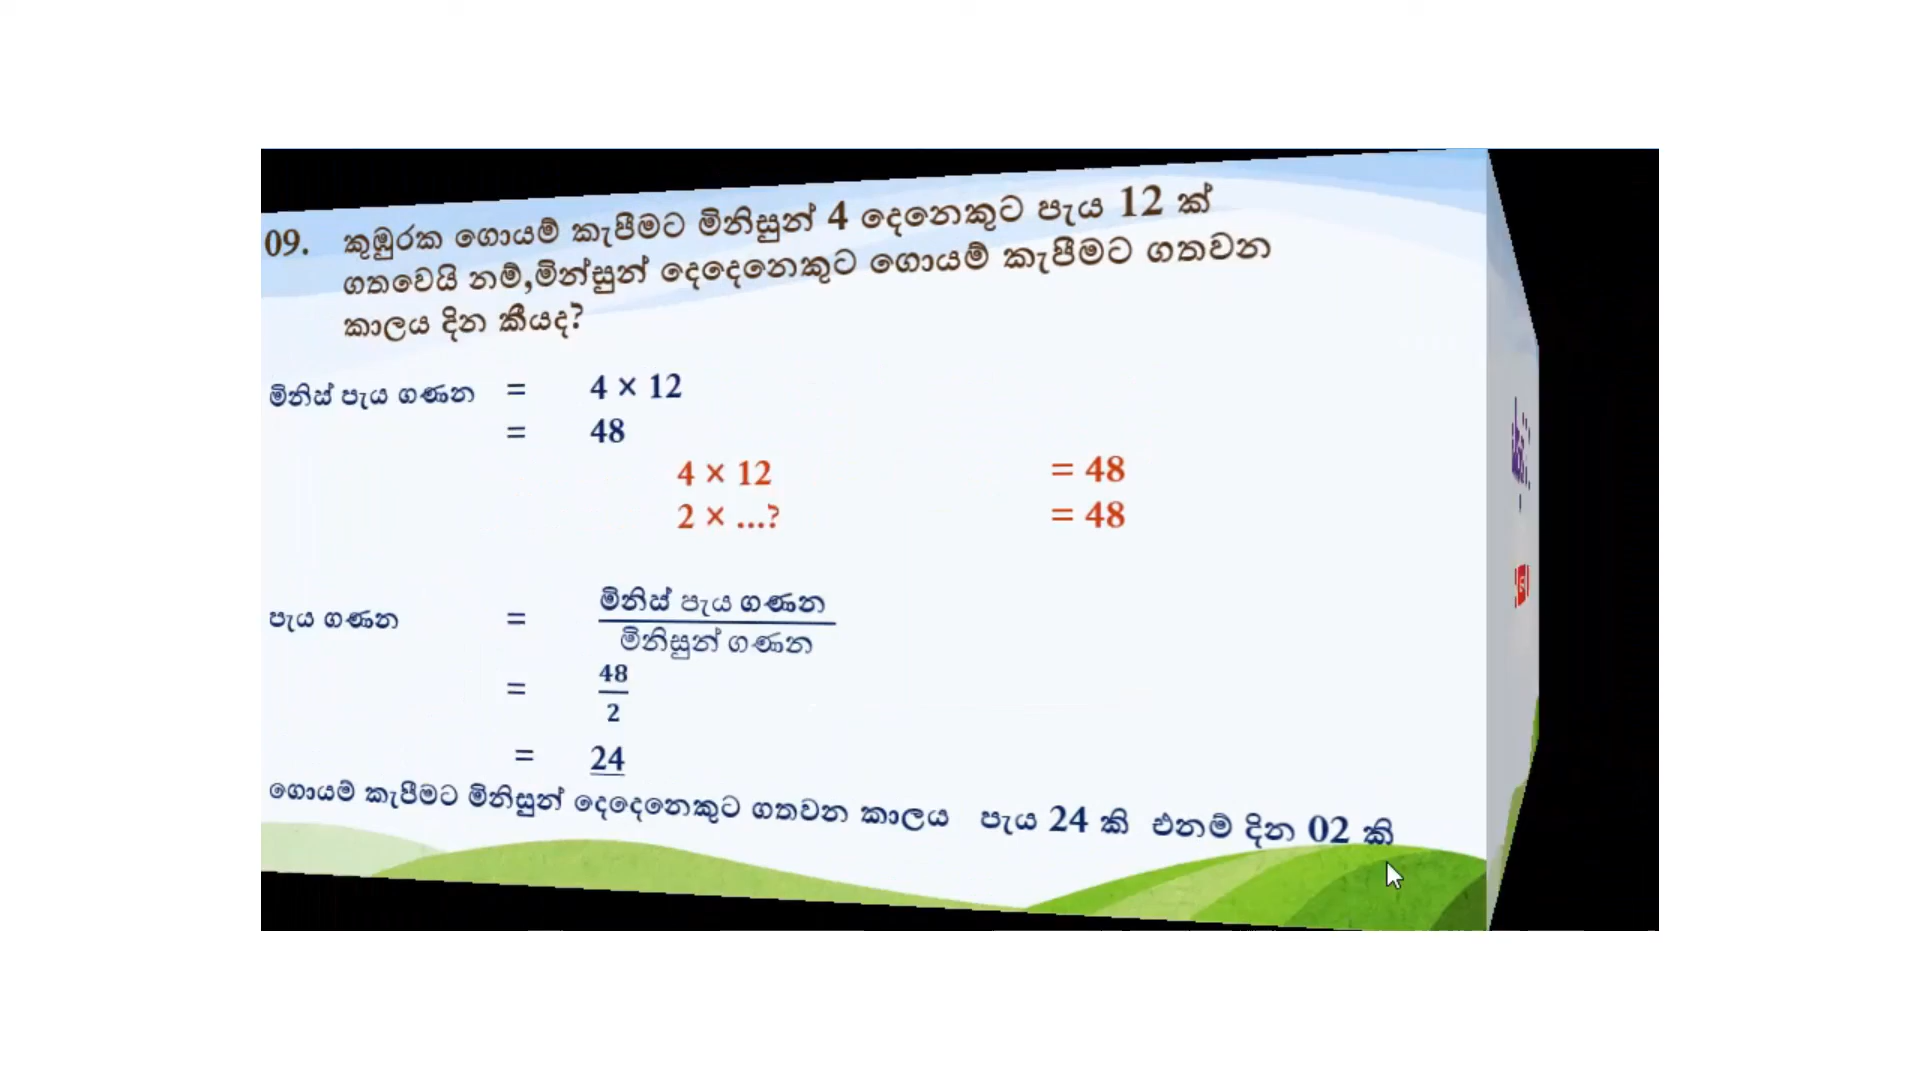 09. කුඹුරක ගොයම් කැපීමට මිනිසුන් 4 දෙනෙකුට පැය 12 ක්
ගතවෙයි නම්,මින්සුන් දෙදෙනෙකුට ගොයම් කැපීමට ගතවන
කාලය දින කීයද?
මිනිස් පැය ගණන = 4 × 12
= 48
4 × 12 = 48
2 × ...? = 48
පැය ගණන = මිනිස් පැය ගණන
මිනිසුන් ගණන
= 48
2
= 24
ගොයම් කැපීමට මිනිසුන් දෙදෙනෙකුට ගතවන කාලය පැය 24 කි එනම් දින 02 කි